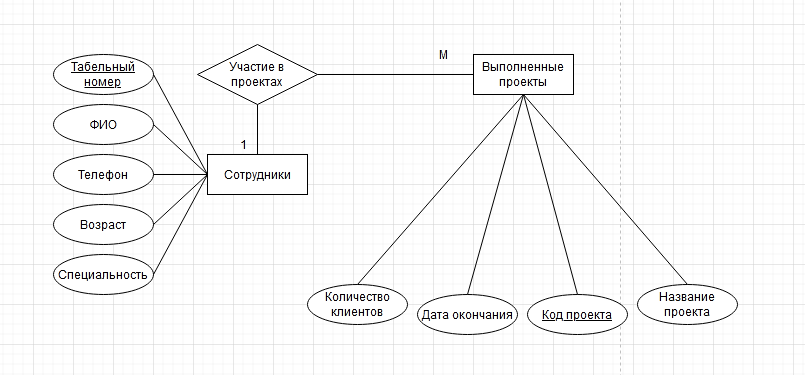 Табельный
номер
ФИО
Телефон
Возраст
Специальность
Участие в
проектах
1
Сотрудники
М
Выполненные
проекты
Количество
клиентов
Дата окончания
Код проекта
Название
проекта